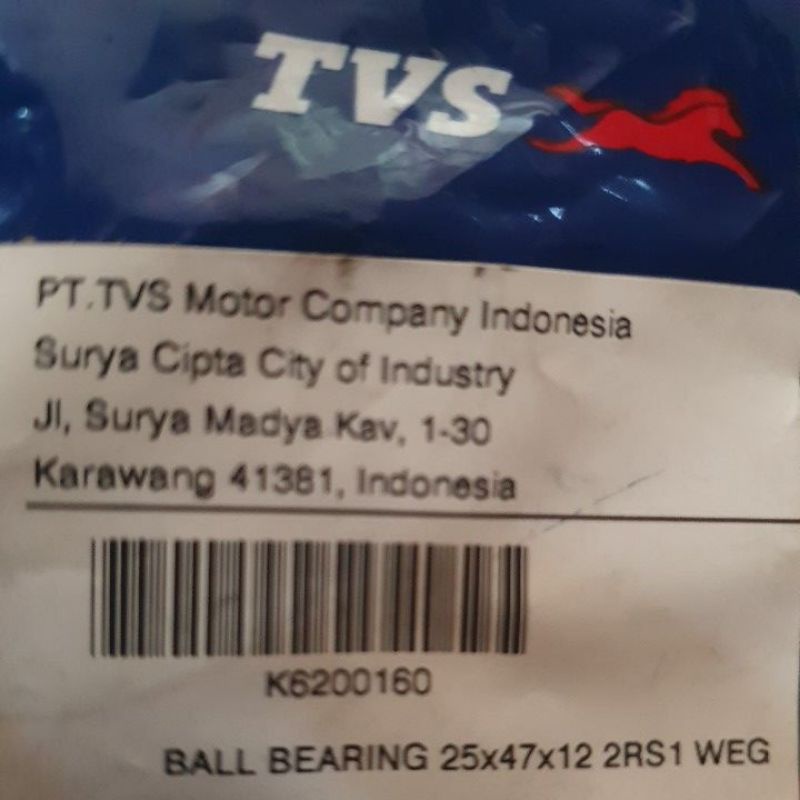 TVS
PT.TVS Motor Company Indonesia
Surya Cipta City of Industry
Jl, Surya Madya Kav, 1-30
Karawang 41381, Indonesia
K6200160
BALL BEARING 25x47x12 2RS1 WEG